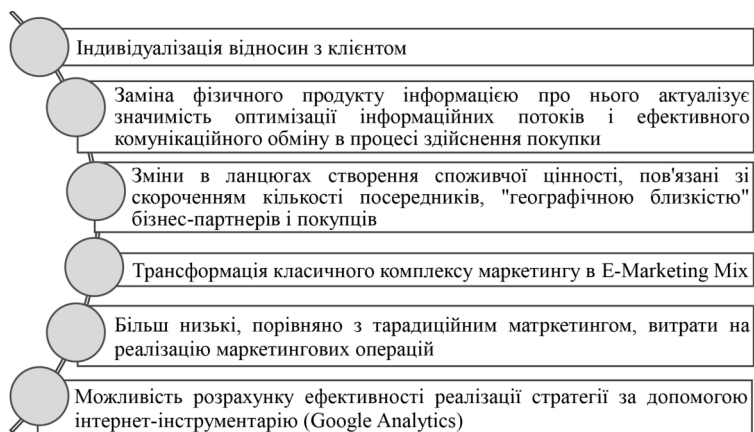 Індивідуалізація відносин з клієнтом
Заміна фізичного продукту інформацією про нього актуалізує
значимість оптимізації інформаційних потоків і ефективного
комунікаційного обміну в процесі здійснення покупки
Зміни в ланцюгах створення споживчої цінності, пов'язані зі
скороченням кількості посередників, "географічною близкістю"
бізнес-партнерів і покупців
Трансформація класичного комплексу маркетингу в E-Marketing Mix
Більш низькі, порівняно з тарадиційним матркетингом, витрати на
реалізацію маркетингових операцій
Можливість розрахунку ефективності реалізації стратегії за допомогою
інтернет-інструментарію (Google Analytics)